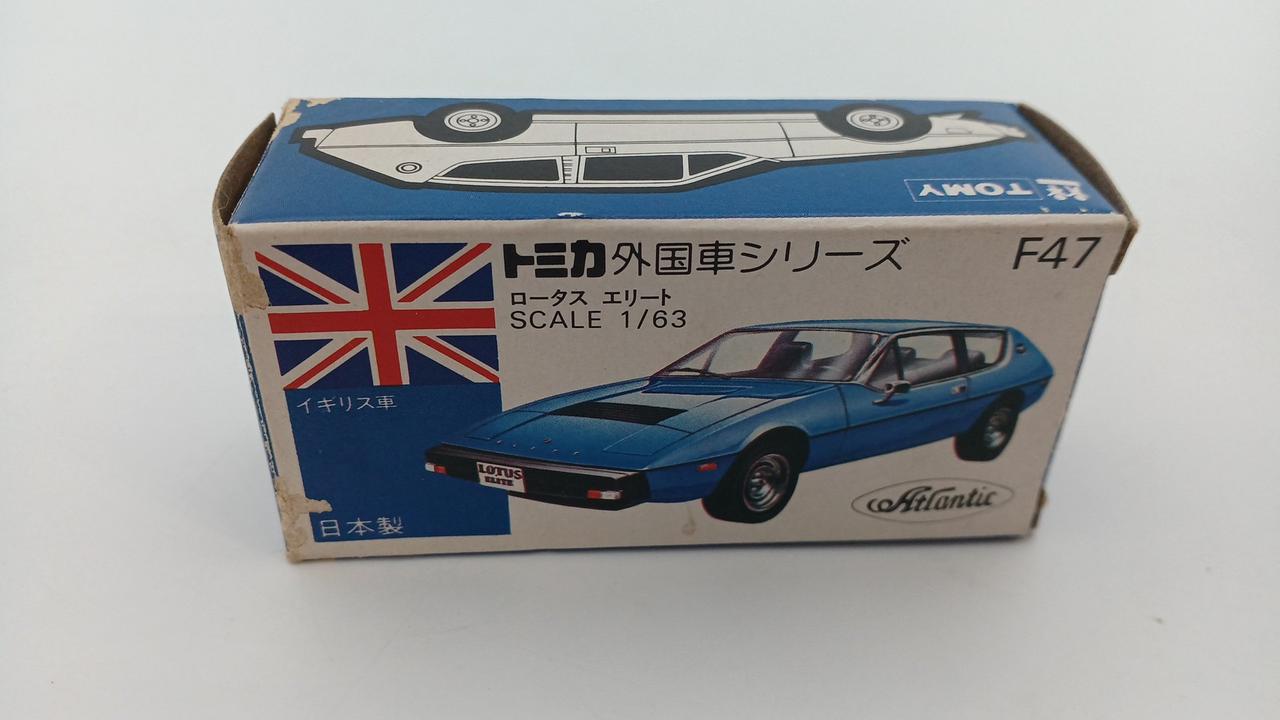 TOMY
トミカ外国車シリーズ F47
ロータス エリート
SCALE 1/63
イギリス車
LOTUS
ELITE
Atlantic
日本製